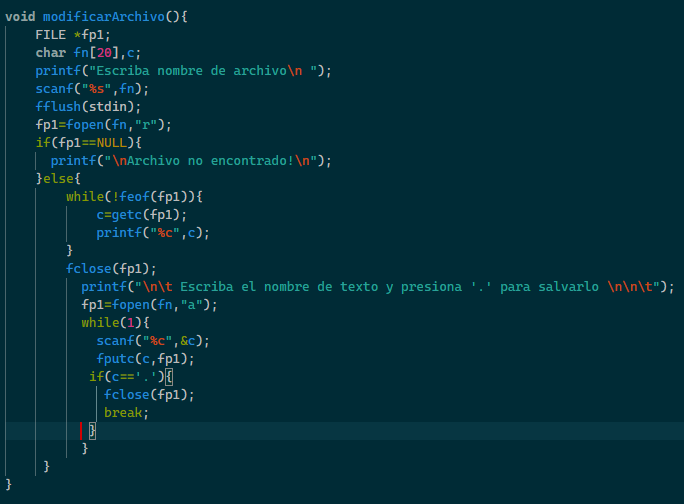 void modificarArchivo(){
FILE *fp1;
char fn[20],c;
printf("Escriba nombre de archivo\n ");
scanf("%s",fn);
fflush(stdin);
fp1=fopen(fn,"r");
if(fp1==NULL){
printf("\nArchivo no encontrado!\n");
}else{
while(!feof(fp1)){
c=getc(fp1);
printf("%c",c);
}
fclose(fp1);
printf("\n\t Escriba el nombre de texto y presiona '.' para salvarlo \n\n\t");
fp1=fopen(fn,"a");
while(1){
scanf("%c",&c);
fputc(c,fp1);
if(c=='.'){
fclose(fp1);
break;
}
}
}
}